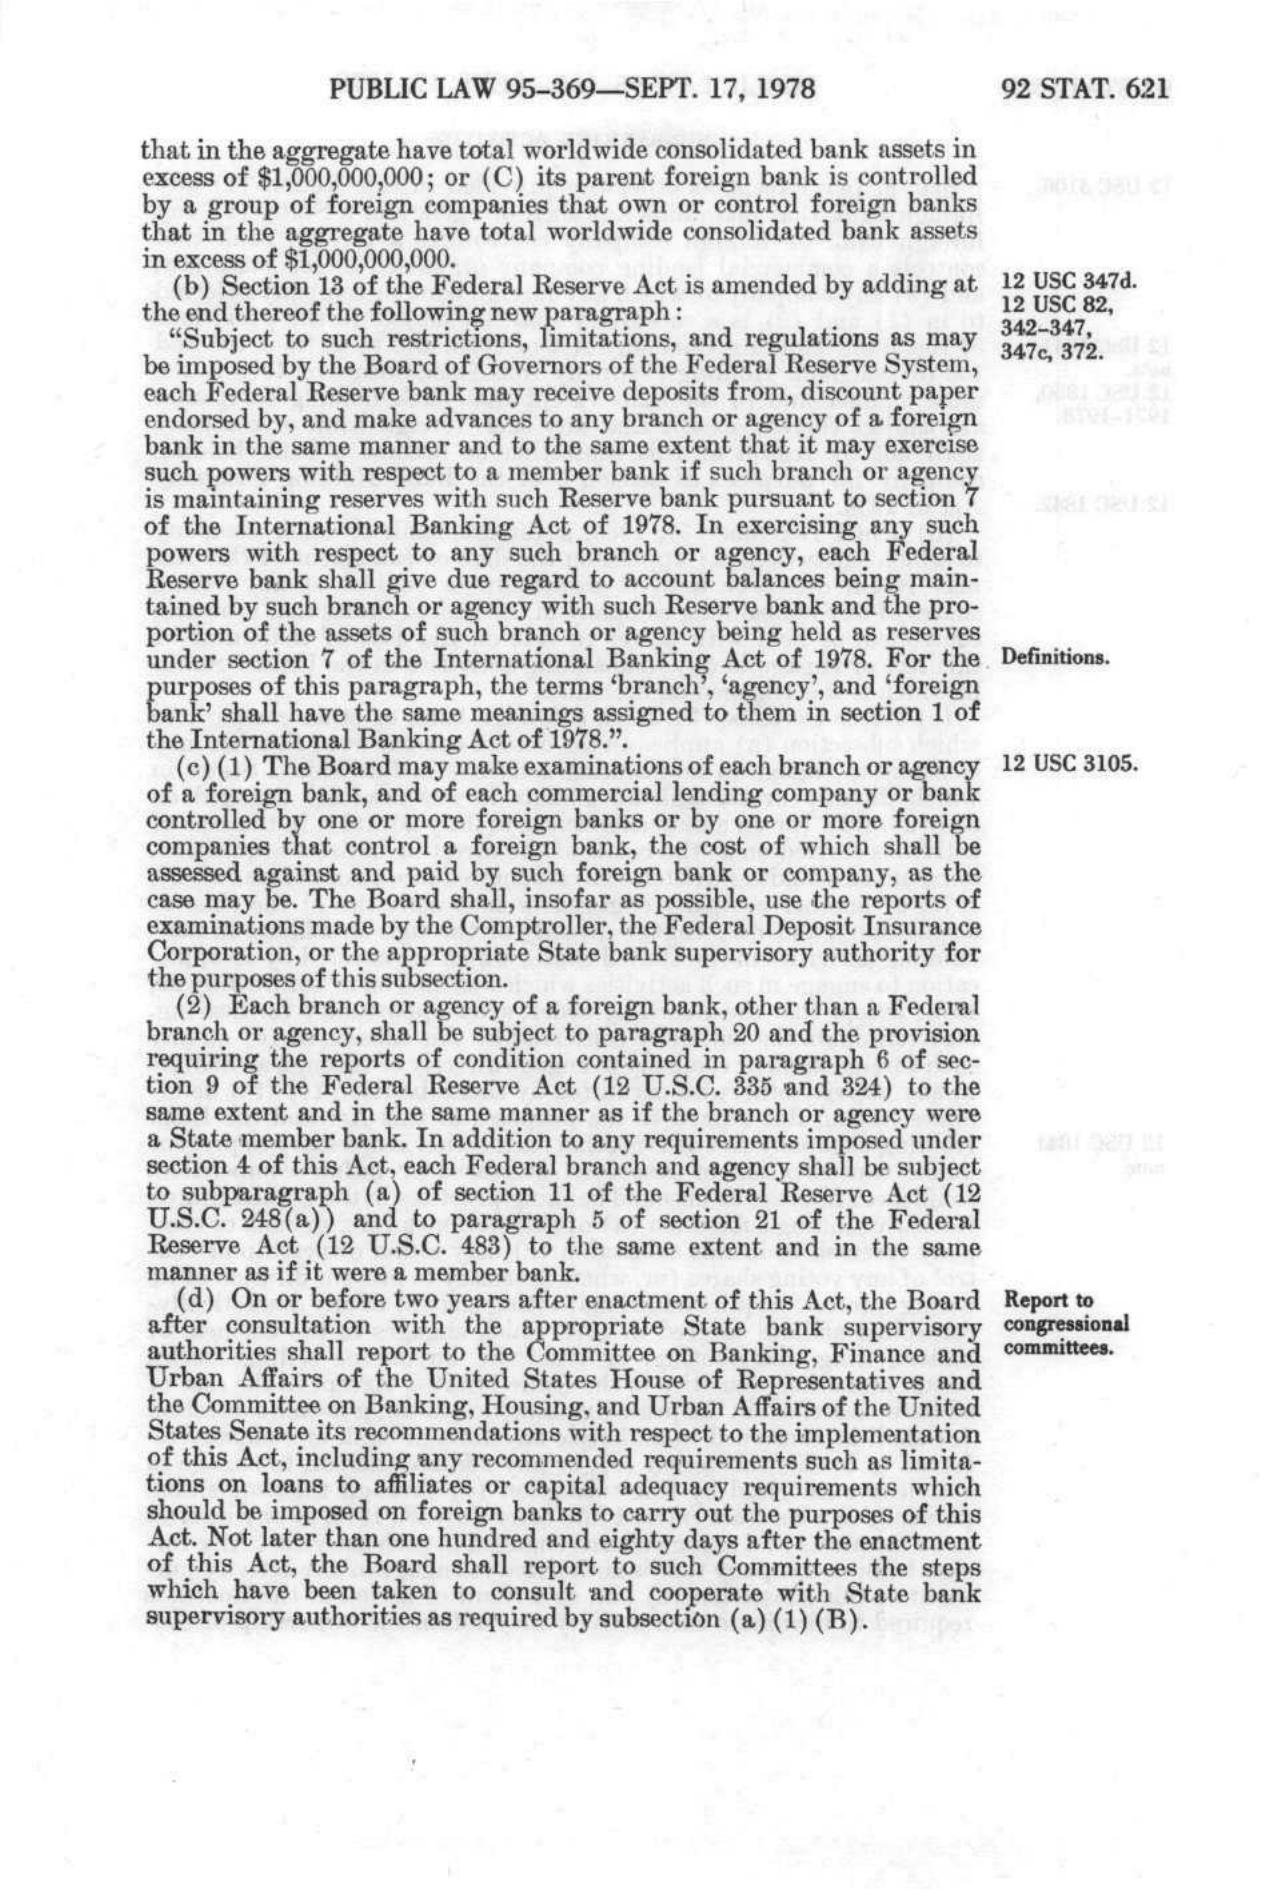 PUBLIC LAW 95–369—SEPT. 17, 1978 92 STAT. 621
that in the aggregate have total worldwide consolidated bank assets in
excess of $1,000,000,000; or (C) its parent foreign bank is controlled
by a group of foreign companies that own or control foreign banks
that in the aggregate have total worldwide consolidated bank assets
in excess of $1,000,000,000.
(b) Section 13 of the Federal Reserve Act is amended by adding at
the end thereof the following new paragraph:
12 USC 347d.
12 USC 82,
342–347,
347c, 372.
“Subject to such restrictions, limitations, and regulations as may
be imposed by the Board of Governors of the Federal Reserve System,
each Federal Reserve bank may receive deposits from, discount paper
endorsed by, and make advances to any branch or agency of a foreign
bank in the same manner and to the same extent that it may exercise
such powers with respect to a member bank if such branch or agency
is maintaining reserves with such Reserve bank pursuant to section 7
of the International Banking Act of 1978. In exercising any such
powers with respect to any such branch or agency, each Federal
Reserve bank shall give due regard to account balances being main-
tained by such branch or agency with such Reserve bank and the pro-
portion of the assets of such branch or agency being held as reserves
under section 7 of the International Banking Act of 1978. For the
Definitions.
purposes of this paragraph, the terms ‘branch’, ‘agency’, and ‘foreign
bank’ shall have the same meanings assigned to them in section 1 of
the International Banking Act of 1978.”.
(c) (1) The Board may make examinations of each branch or agency
12 USC 3105.
of a foreign bank, and of each commercial lending company or bank
controlled by one or more foreign banks or by one or more foreign
companies that control a foreign bank, the cost of which shall be
assessed against and paid by such foreign bank or company, as the
case may be. The Board shall, insofar as possible, use the reports of
examinations made by the Comptroller, the Federal Deposit Insurance
Corporation, or the appropriate State bank supervisory authority for
the purposes of this subsection.
(2) Each branch or agency of a foreign bank, other than a Federal
branch or agency, shall be subject to paragraph 20 and the provision
requiring the reports of condition contained in paragraph 6 of sec-
tion 9 of the Federal Reserve Act (12 U.S.C. 335 and 324) to the
same extent and in the same manner as if the branch or agency were
a State member bank. In addition to any requirements imposed under
section 4 of this Act, each Federal branch and agency shall be subject
to subparagraph (a) of section 11 of the Federal Reserve Act (12
U.S.C. 248(a)) and to paragraph 5 of section 21 of the Federal
Reserve Act (12 U.S.C. 483) to the same extent and in the same
manner as if it were a member bank.
(d) On or before two years after enactment of this Act, the Board
after consultation with the appropriate State bank supervisory
authorities shall report to the Committee on Banking, Finance and
Report to
congressional
committees.
Urban Affairs of the United States House of Representatives and
the Committee on Banking, Housing, and Urban Affairs of the United
States Senate its recommendations with respect to the implementation
of this Act, including any recommended requirements such as limita-
tions on loans to affiliates or capital adequacy requirements which
should be imposed on foreign banks to carry out the purposes of this
Act. Not later than one hundred and eighty days after the enactment
of this Act, the Board shall report to such Committees the steps
which have been taken to consult and cooperate with State bank
supervisory authorities as required by subsection (a) (1) (B).